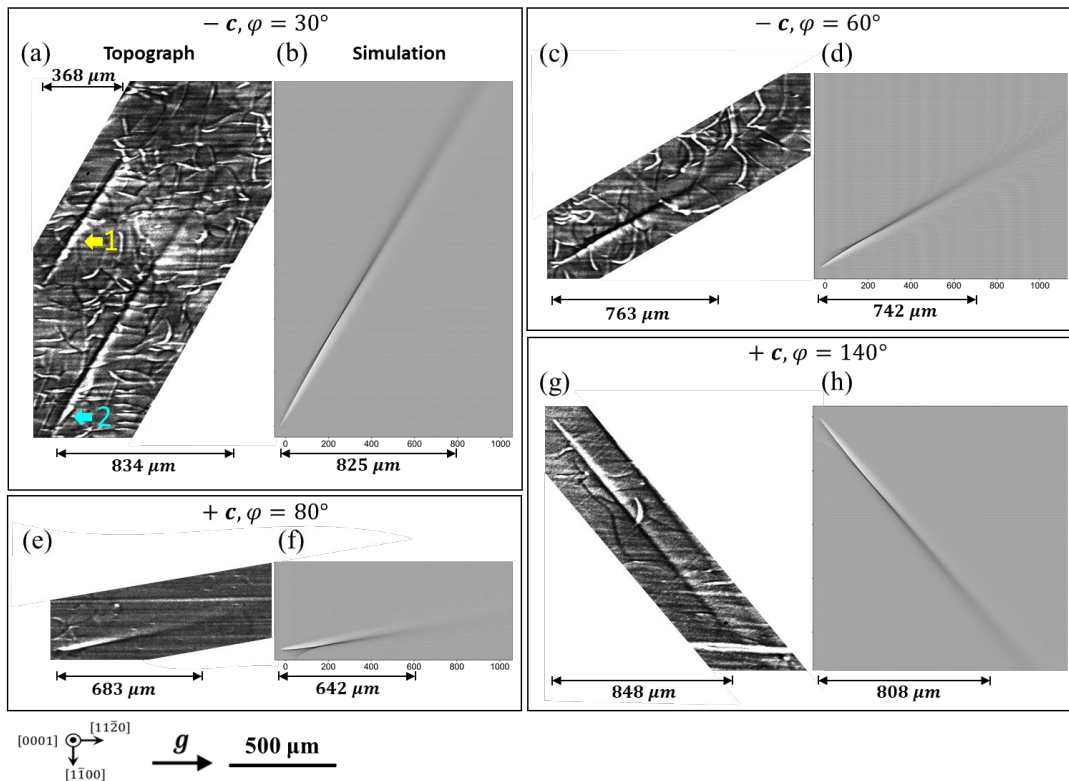 − c, φ = 30°
(a) Topograph (b) Simulation
368 μm
1
2
0 200 400 600 800 1000
834 μm 825 μm
− c, φ = 60°
(c) (d)
0 200 400 600 800 1000
763 μm 742 μm
+ c, φ = 80°
(e) (f)
0 200 400 600 800 1000
683 μm 642 μm
+ c, φ = 140°
(g) (h)
848 μm 808 μm
[0001] [112̄0]
[11̄00]
g 500 μm